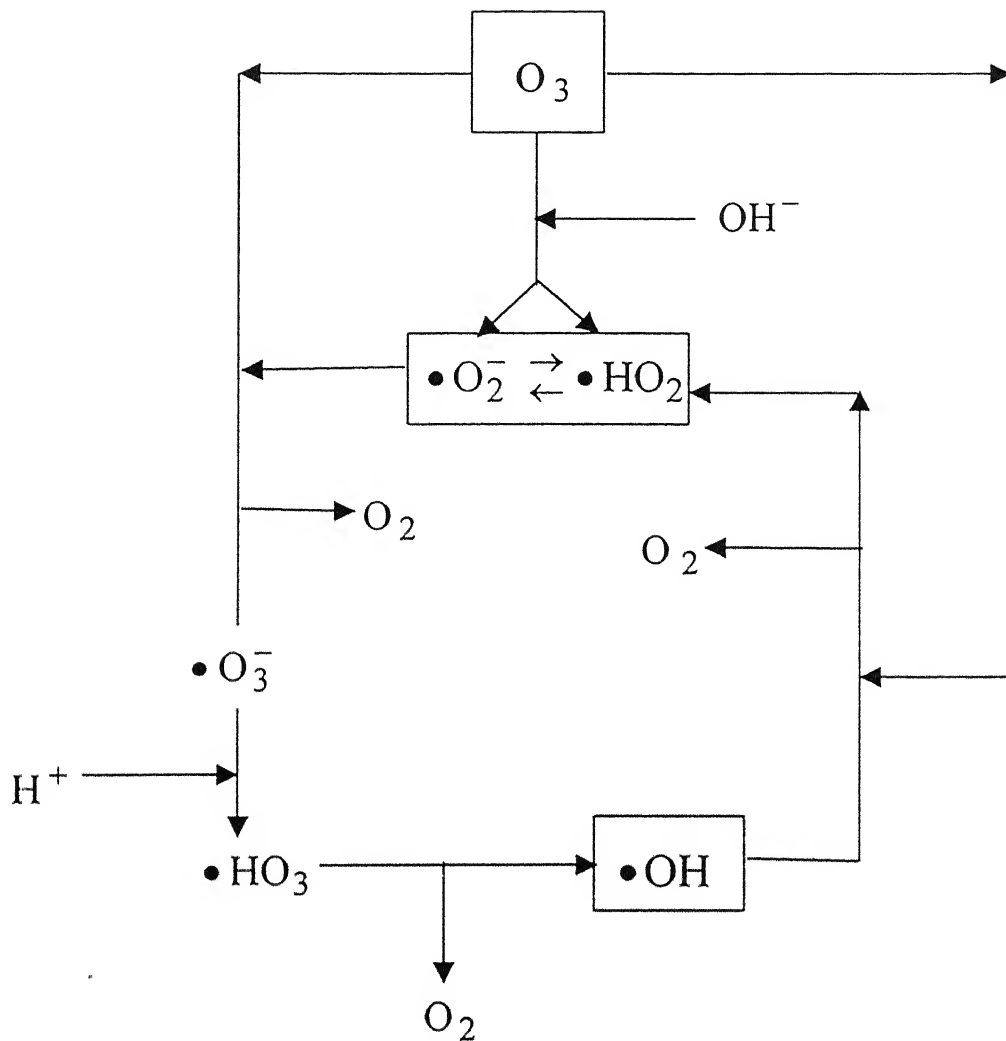 O₃
OH⁻
• O₂⁻ ⇄ • HO₂
O₂
O₂
• O₃⁻
H⁺
• HO₃
• OH
O₂